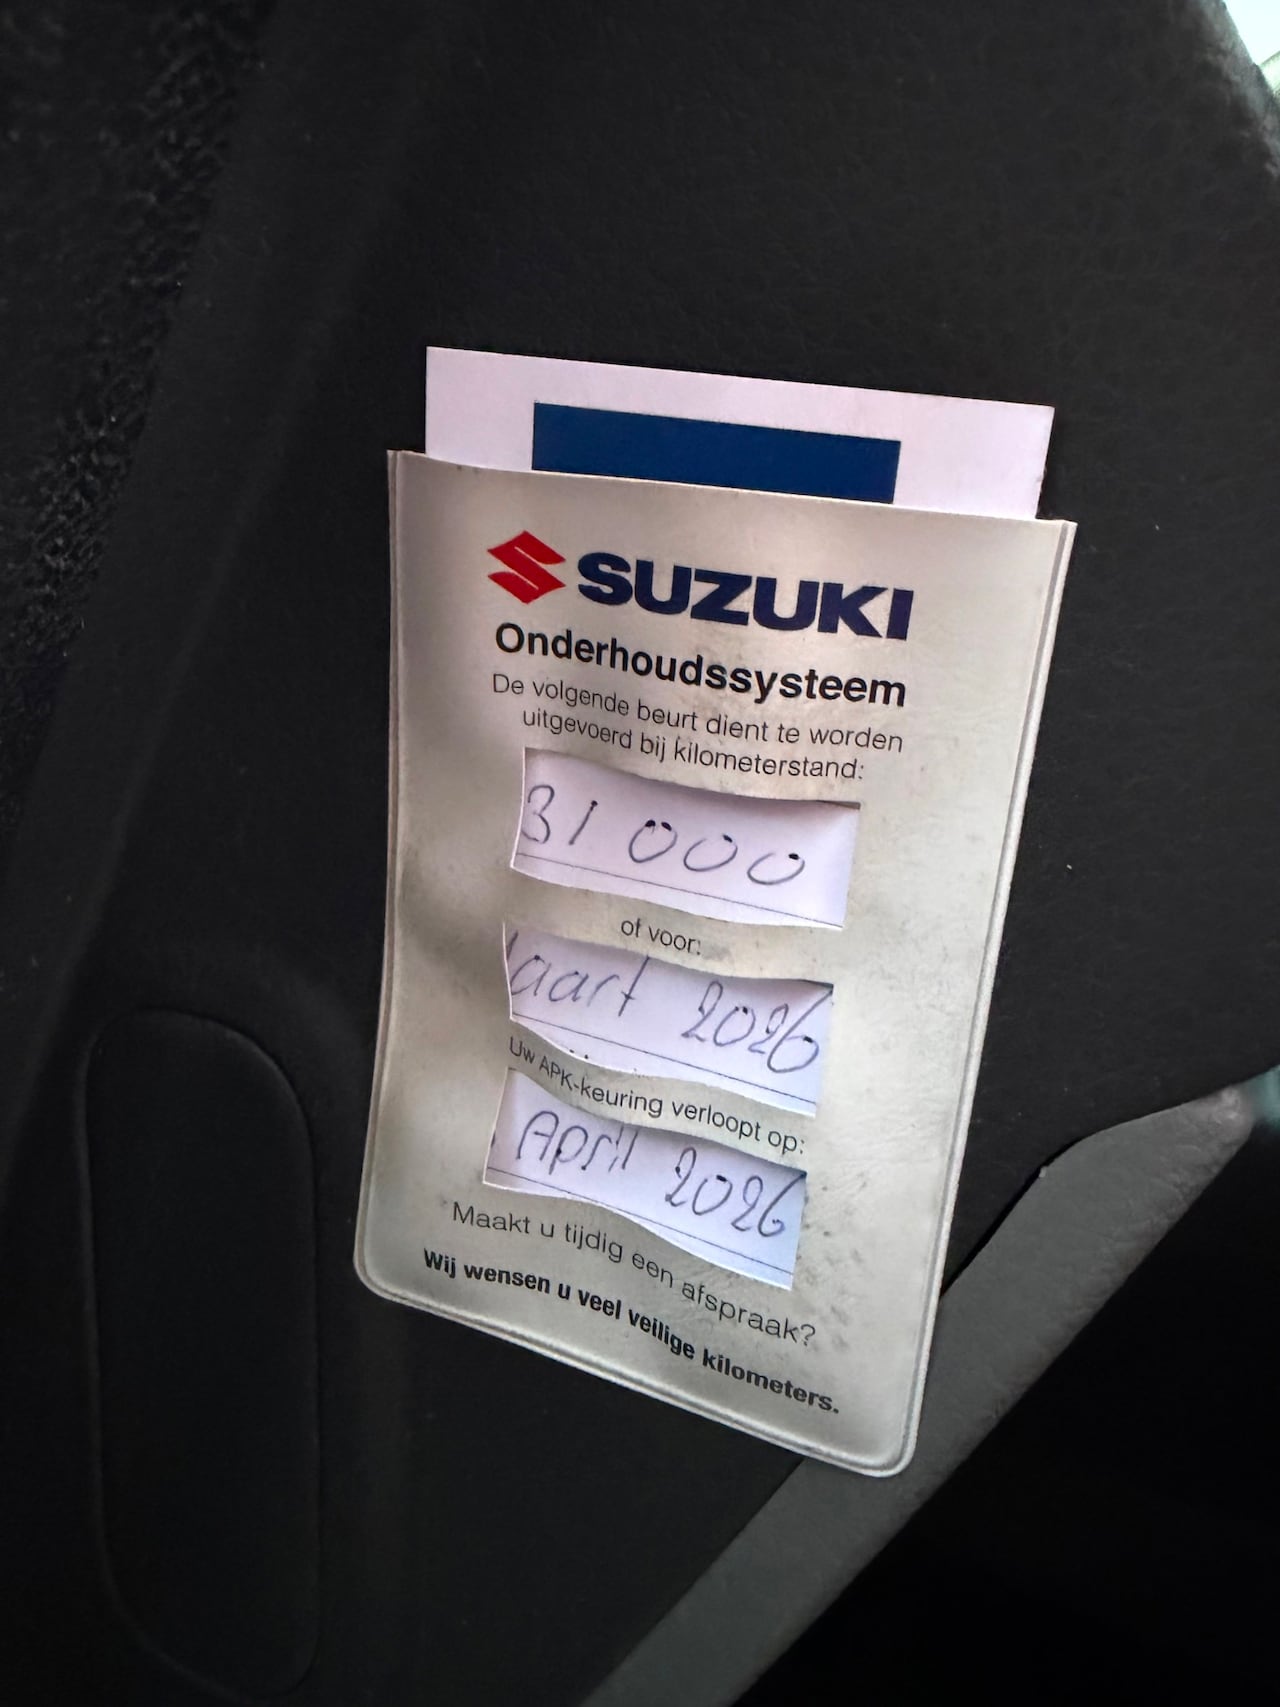 SUZUKI
Onderhoudssysteem
De volgende beurt dient te worden
uitgevoerd bij kilometerstand:
31 000
of voor:
aart 2026
Uw APK-keuring verloopt op:
April 2026
Maakt u tijdig een afspraak?
Wij wensen u veel veilige kilometers.